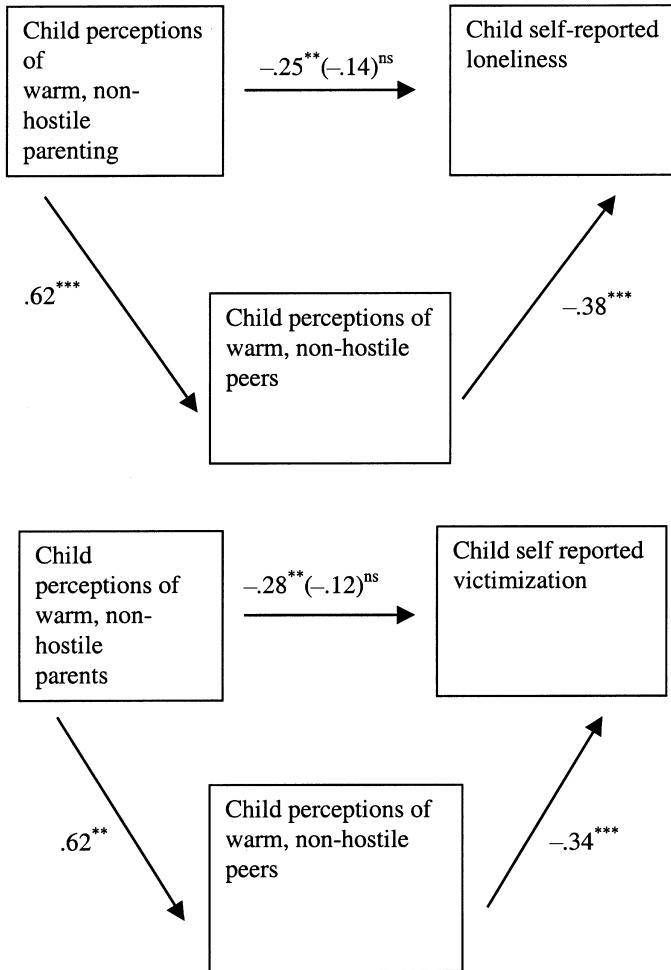 Child perceptions
of
warm, non-
hostile
parenting
–.25**(–.14)ns
Child self-reported
loneliness
.62***
Child perceptions of
warm, non-hostile
peers
–.38***
Child
perceptions of
warm, non-
hostile
parents
–.28**(–.12)ns
Child self reported
victimization
.62**
Child perceptions of
warm, non-hostile
peers
–.34***